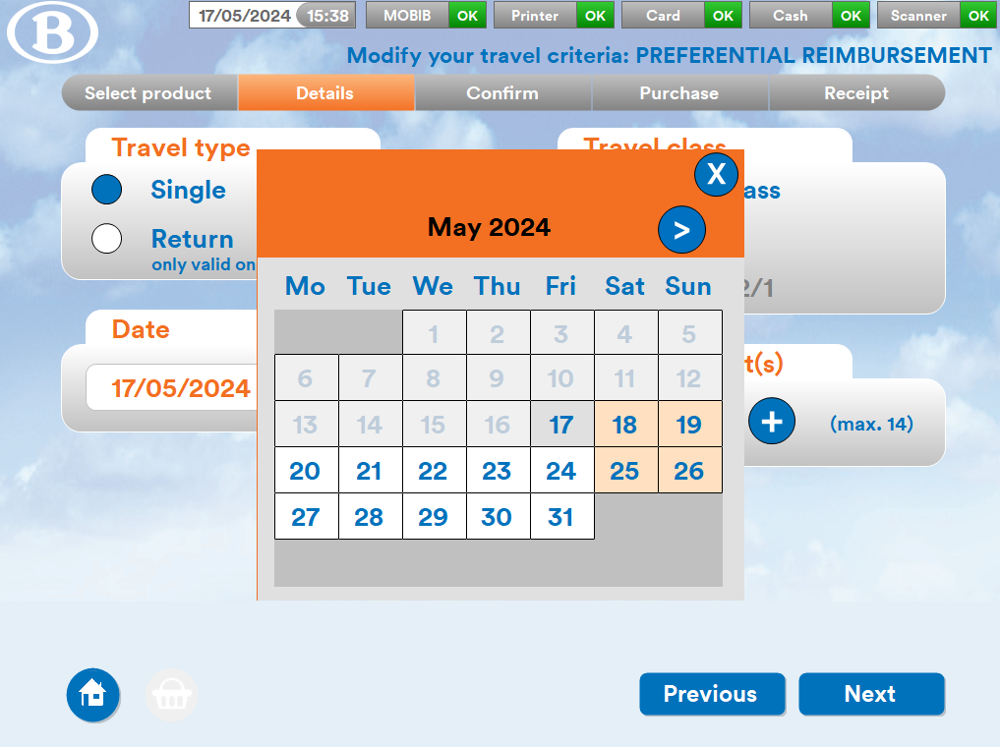 B
17/05/2024 15:38 MOBIB OK Printer OK Card OK Cash OK Scanner OK
Modify your travel criteria: PREFERENTIAL REIMBURSEMENT
Select product Details Confirm Purchase Receipt
Travel type
Travel class
Single
Return
only valid on
2/1
Date
17/05/2024
t(s)
+
(max. 14)
X
May 2024
>
Mo Tue We Thu Fri Sat Sun
1 2 3 4 5
6 7 8 9 10 11 12
13 14 15 16 17 18 19
20 21 22 23 24 25 26
27 28 29 30 31
Previous Next